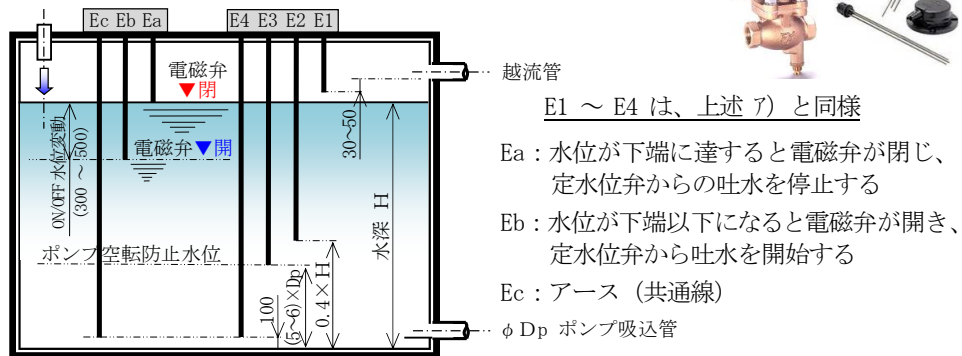 Ec Eb Ea
E4 E3 E2 E1
電磁弁
▼閉
越流管
E1 ～ E4 は、上述 ｱ) と同様
30～50
電磁弁▼開
ON/OFF 水位変動
(300 ～ 500)
Ea：水位が下端に達すると電磁弁が閉じ、
定水位弁からの吐水を停止する
Eb：水位が下端以下になると電磁弁が開き、
定水位弁から吐水を開始する
水深 H
ポンプ空転防止水位
Ec：アース（共通線）
100
(5～6)×Dp
0.4×H
φDp ポンプ吸込管